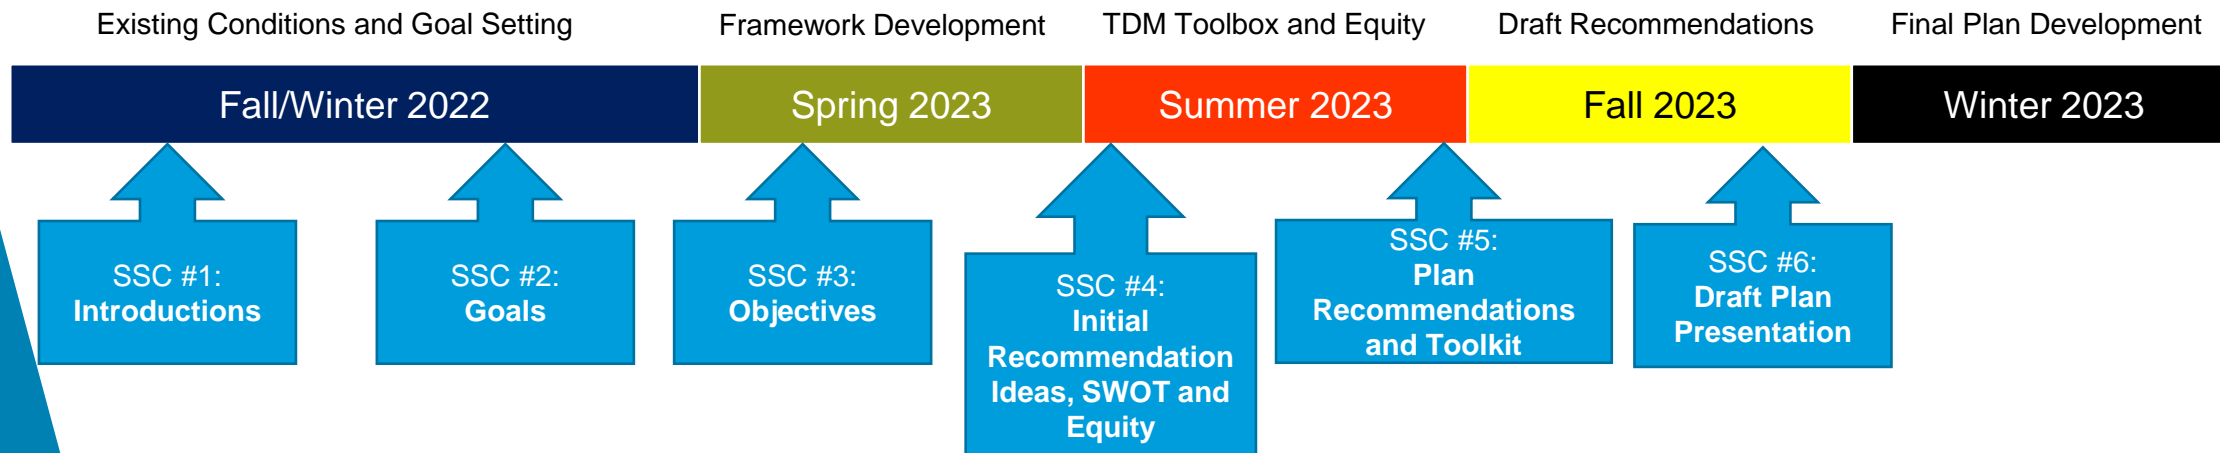 Existing Conditions and Goal Setting
Framework Development
TDM Toolbox and Equity
Draft Recommendations
Final Plan Development
Fall/Winter 2022
Spring 2023
Summer 2023
Fall 2023
Winter 2023
SSC #1:
Introductions
SSC #2:
Goals
SSC #3:
Objectives
SSC #4:
Initial
Recommendation
Ideas, SWOT and
Equity
SSC #5:
Plan
Recommendations
and Toolkit
SSC #6:
Draft Plan
Presentation